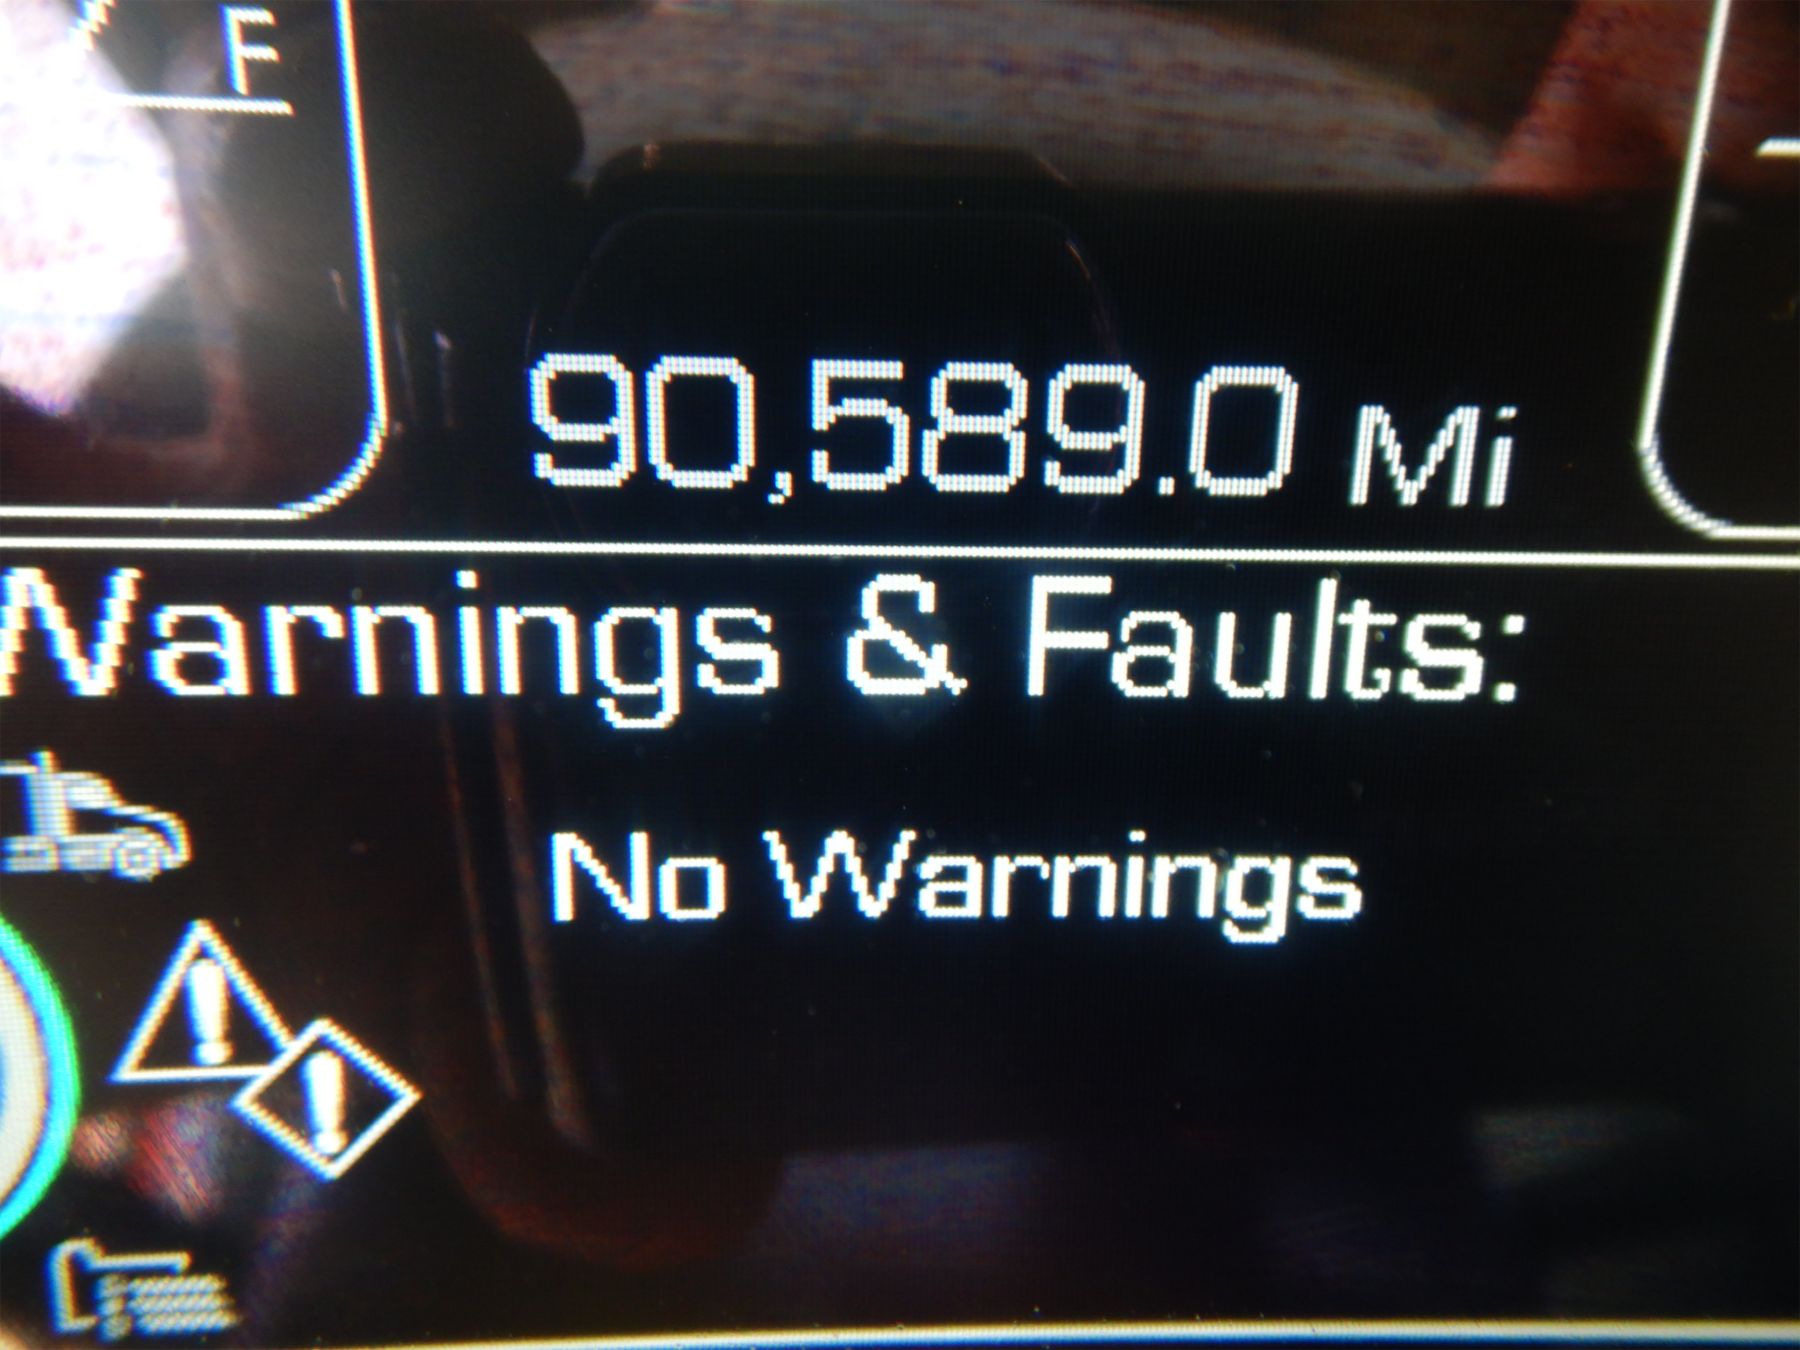 F
90,589.0 Mi
Warnings & Faults:
No Warnings